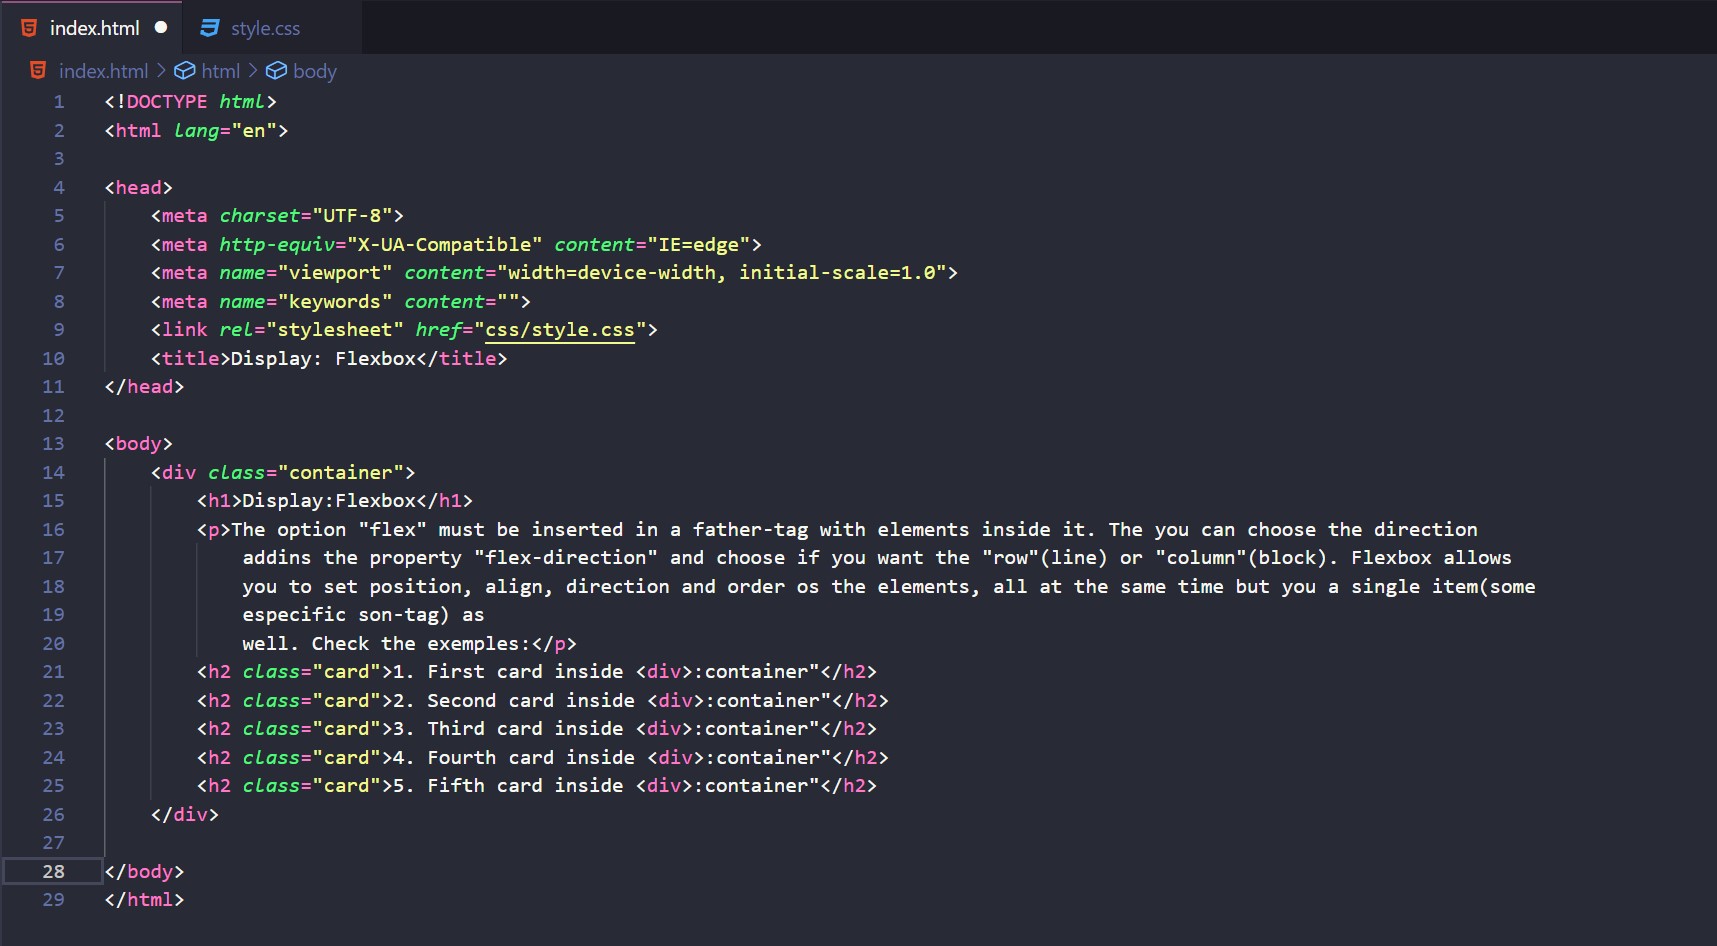 index.html ● style.css
index.html > html > body
1 <!DOCTYPE html>
2 <html lang="en">
3
4 <head>
5 <meta charset="UTF-8">
6 <meta http-equiv="X-UA-Compatible" content="IE=edge">
7 <meta name="viewport" content="width=device-width, initial-scale=1.0">
8 <meta name="keywords" content="">
9 <link rel="stylesheet" href="css/style.css">
10 <title>Display: Flexbox</title>
11 </head>
12
13 <body>
14 <div class="container">
15 <h1>Display:Flexbox</h1>
16 <p>The option "flex" must be inserted in a father-tag with elements inside it. The you can choose the direction
17 addins the property "flex-direction" and choose if you want the "row"(line) or "column"(block). Flexbox allows
18 you to set position, align, direction and order os the elements, all at the same time but you a single item(some
19 especific son-tag) as
20 well. Check the exemples:</p>
21 <h2 class="card">1. First card inside <div>:container"</h2>
22 <h2 class="card">2. Second card inside <div>:container"</h2>
23 <h2 class="card">3. Third card inside <div>:container"</h2>
24 <h2 class="card">4. Fourth card inside <div>:container"</h2>
25 <h2 class="card">5. Fifth card inside <div>:container"</h2>
26 </div>
27
28 </body>
29 </html>